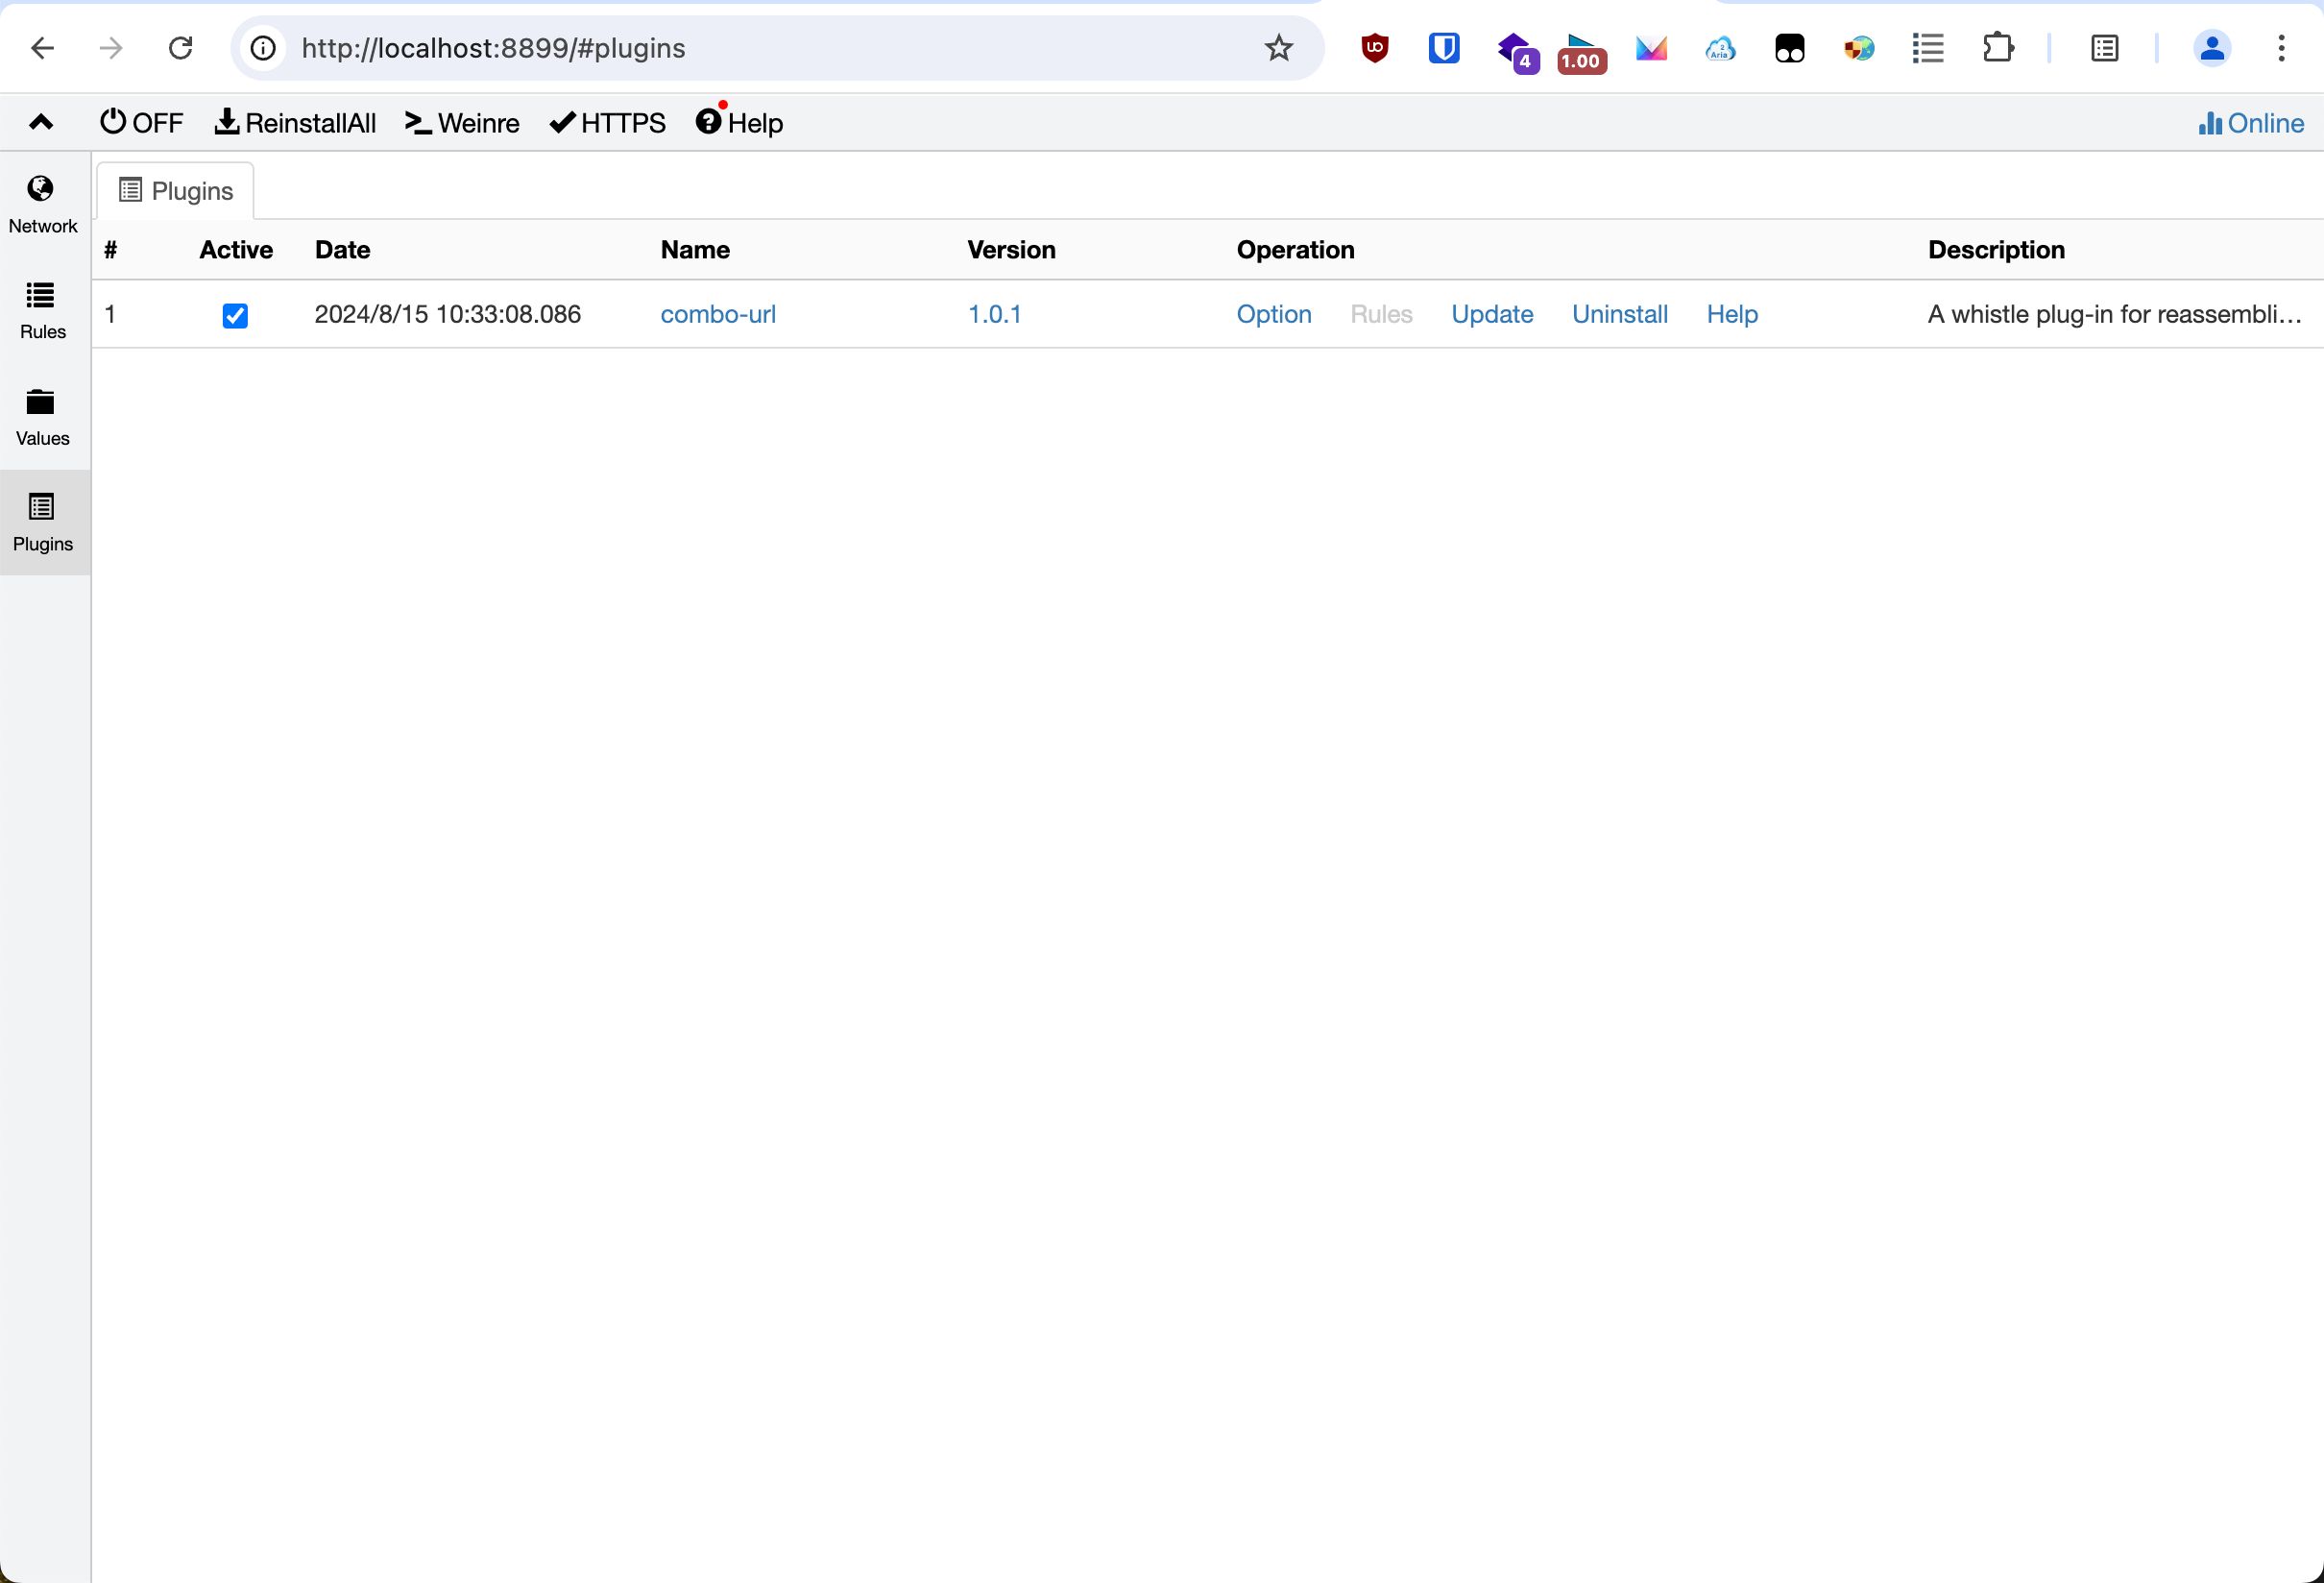 http://localhost:8899/#plugins
4
1.00
OFF ReinstallAll Weinre HTTPS Help Online
Network
Rules
Values
Plugins
Plugins
# Active Date Name Version Operation Description
1 2024/8/15 10:33:08.086 combo-url 1.0.1 Option Rules Update Uninstall Help A whistle plug-in for reassembli...